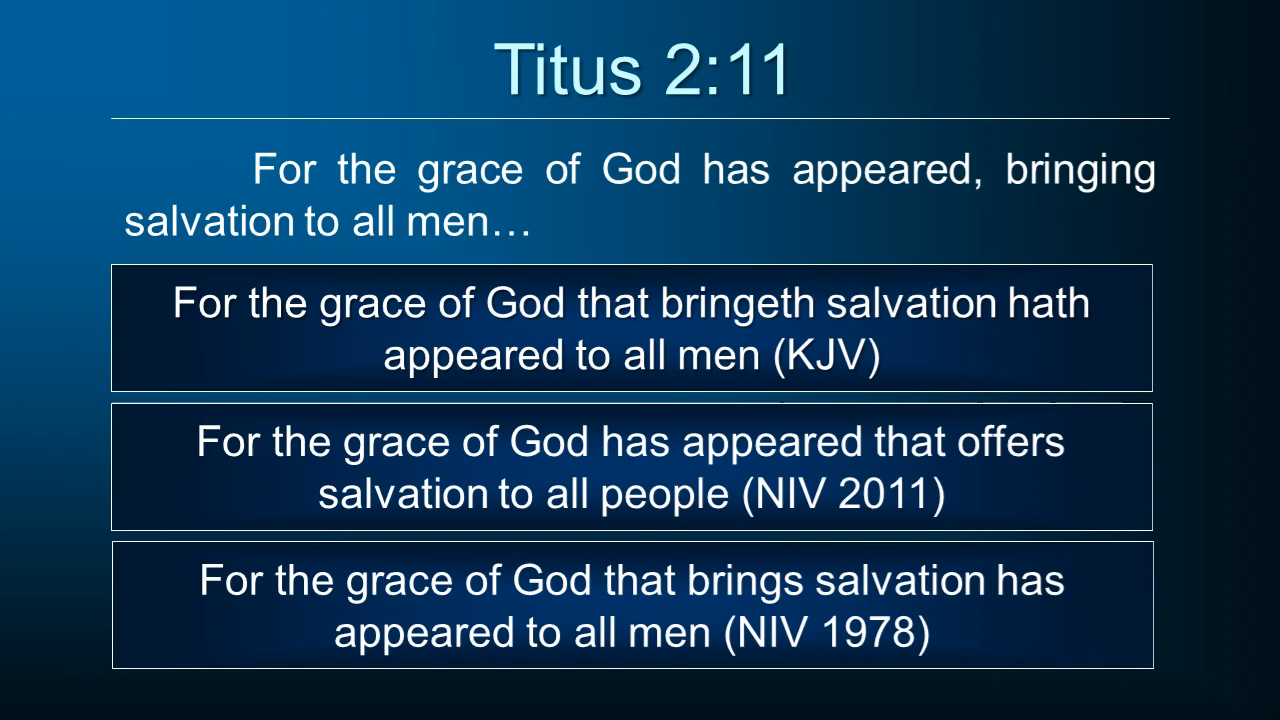 Titus 2:11
For the grace of God has appeared, bringing
salvation to all men…
For the grace of God that bringeth salvation hath
appeared to all men (KJV)
For the grace of God has appeared that offers
salvation to all people (NIV 2011)
For the grace of God that brings salvation has
appeared to all men (NIV 1978)